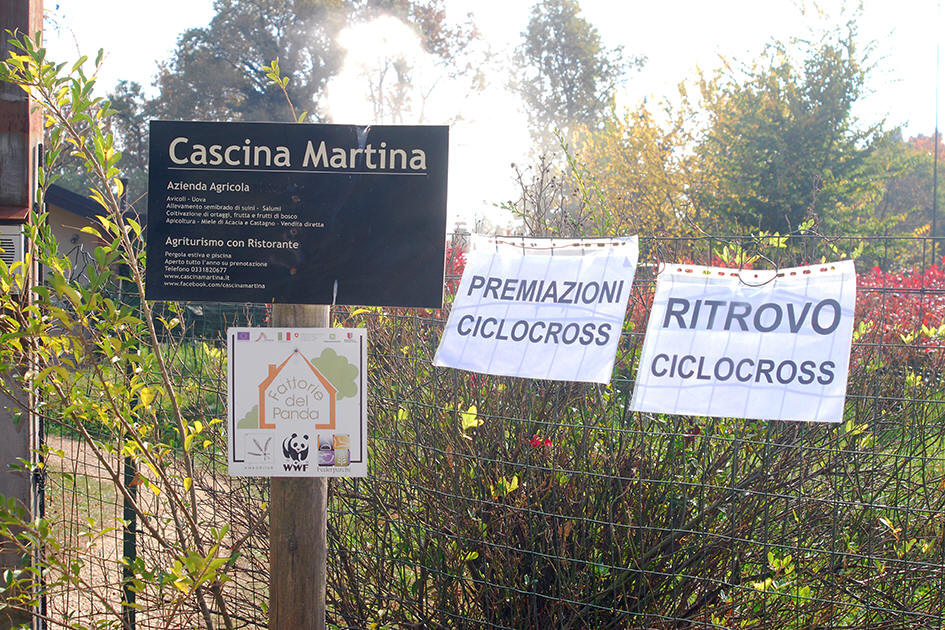 Cascina Martina
Azienda Agricola
Avicoli - Uova
Allevamento semibrado di suini - Salumi
Coltivazione di ortaggi, frutta e frutti di bosco
Apicoltura - Miele di Acacia e Castagno - Vendita diretta
Agriturismo con Ristorante
Pergola estiva e piscina
Aperto tutto l'anno su prenotazione
Telefono 0331820677
www.cascinamartina.it
www.facebook.com/cascinamartina
Fattorie
del
Panda
WWF
Federparchi
PREMIAZIONI
CICLOCROSS
RITROVO
CICLOCROSS